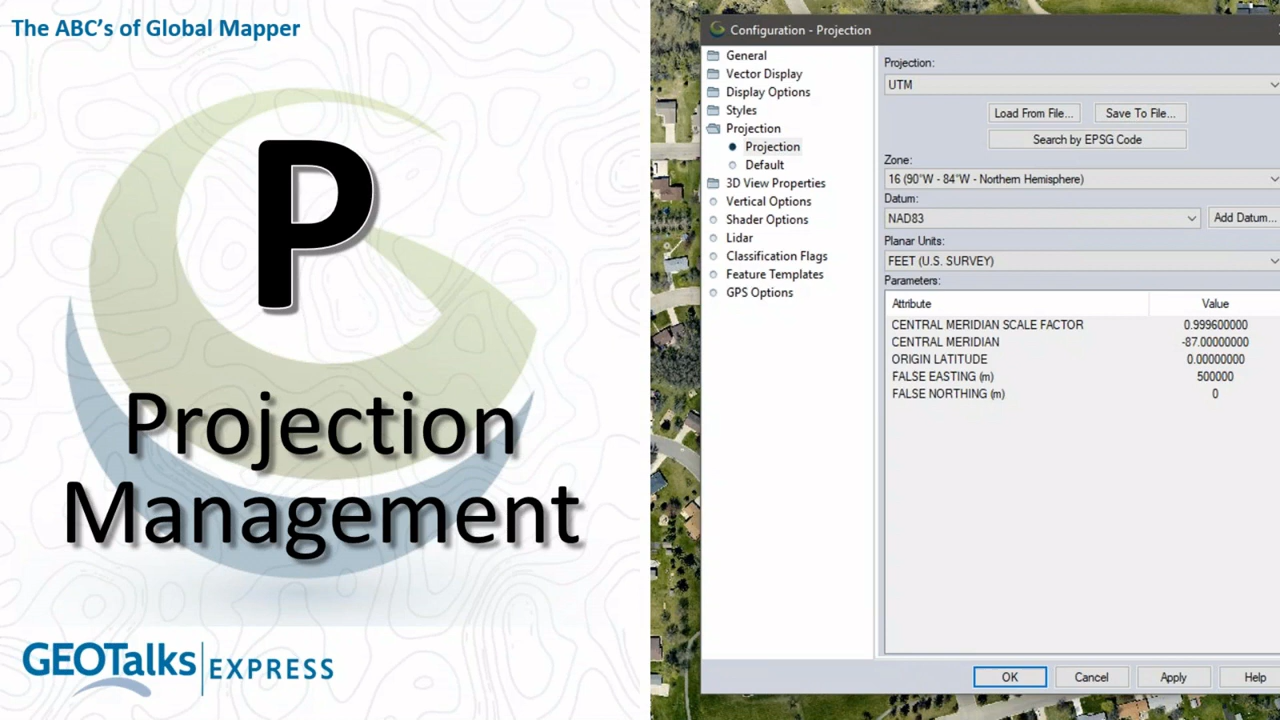 The ABC's of Global Mapper
P
Projection
Management
GEOTalks EXPRESS
Configuration - Projection
General
Vector Display
Display Options
Styles
Projection
Projection
Default
3D View Properties
Vertical Options
Shader Options
Lidar
Classification Flags
Feature Templates
GPS Options
Projection:
UTM
Load From File... Save To File...
Search by EPSG Code
Zone:
16 (90°W - 84°W - Northern Hemisphere)
Datum:
NAD83 Add Datum...
Planar Units:
FEET (U.S. SURVEY)
Parameters:
Attribute Value
CENTRAL MERIDIAN SCALE FACTOR 0.999600000
CENTRAL MERIDIAN -87.00000000
ORIGIN LATITUDE 0.00000000
FALSE EASTING (m) 500000
FALSE NORTHING (m) 0
OK Cancel Apply Help